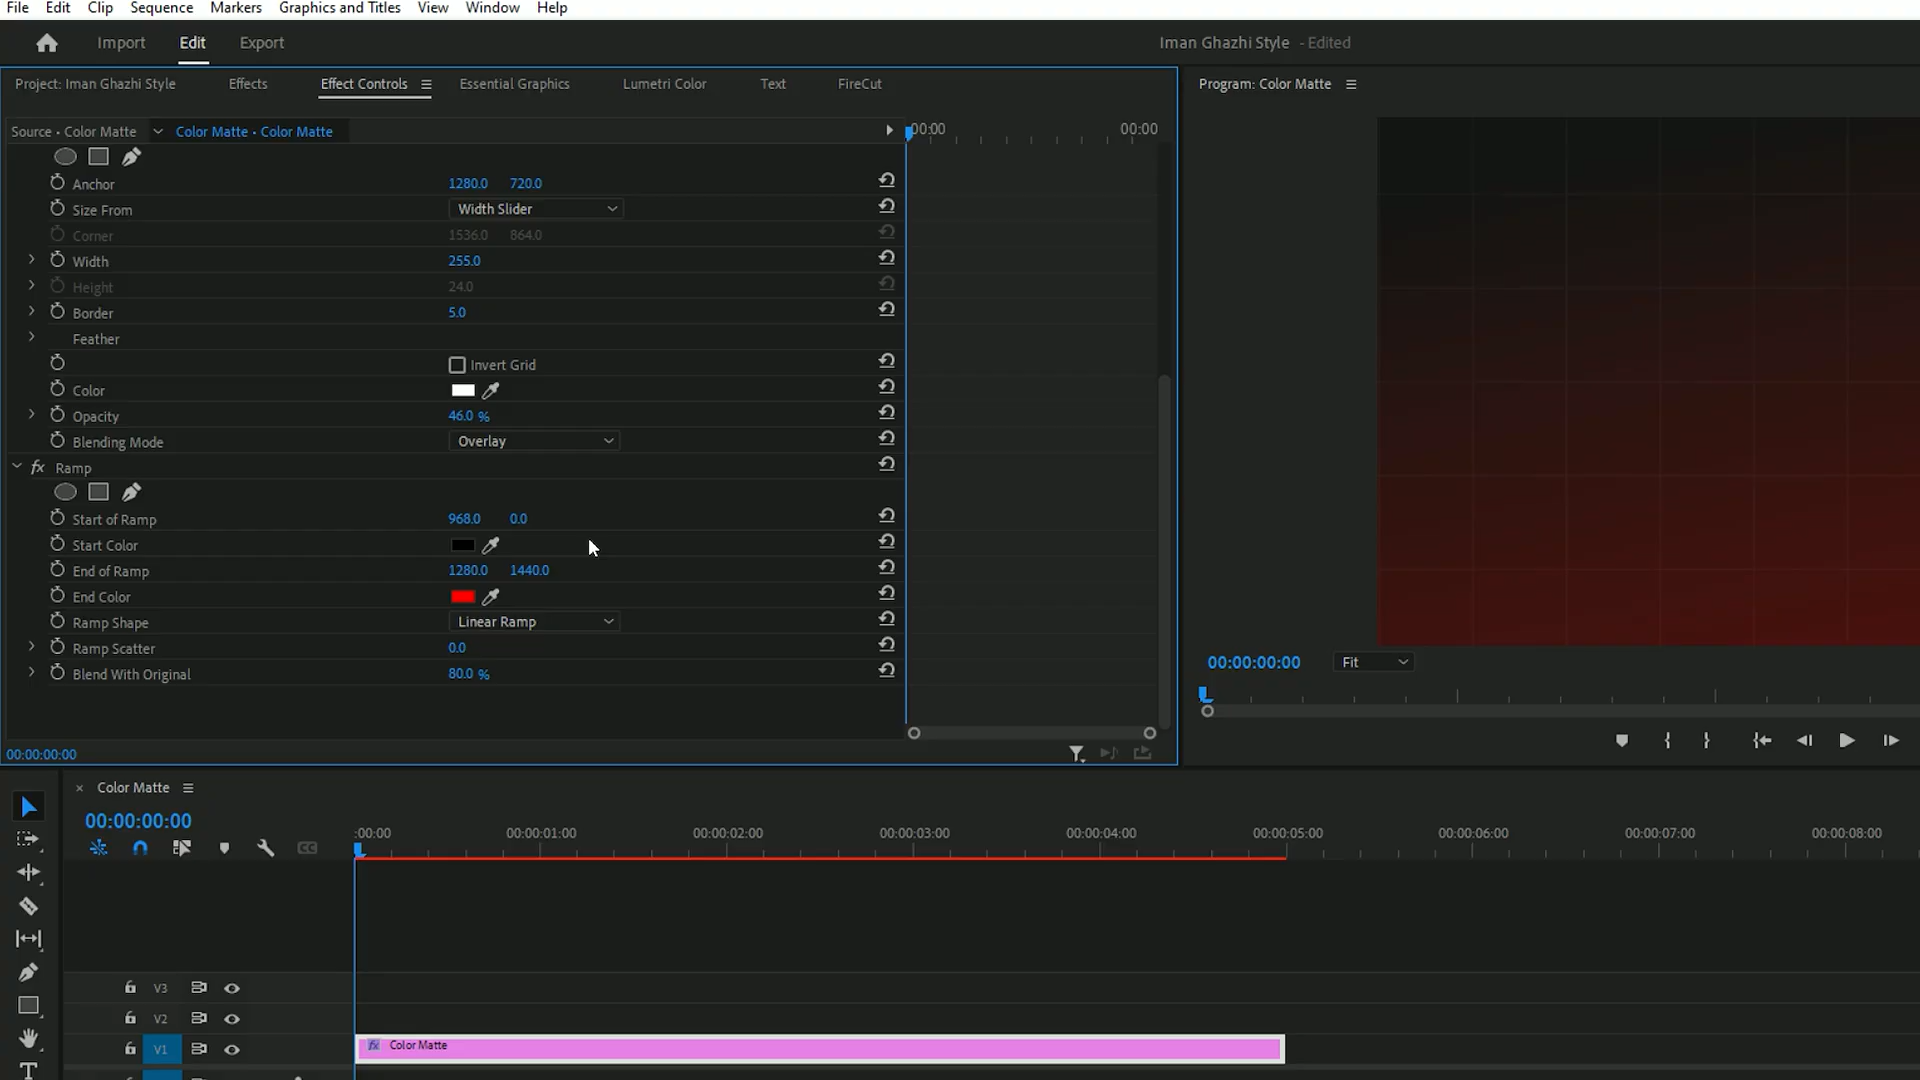 File Edit Clip Sequence Markers Graphics and Titles View Window Help
Import Edit Export Iman Ghazhi Style - Edited
Project: Iman Ghazhi Style Effects Effect Controls Essential Graphics Lumetri Color Text FireCut
Program: Color Matte
Source • Color Matte Color Matte • Color Matte
00:00 00:00
Anchor 1280.0 720.0
Size From Width Slider
Corner 1536.0 864.0
Width 255.0
Height 24.0
Border 5.0
Feather
Invert Grid
Color
Opacity 46.0 %
Blending Mode Overlay
fx Ramp
Start of Ramp 968.0 0.0
Start Color
End of Ramp 1280.0 1440.0
End Color
Ramp Shape Linear Ramp
Ramp Scatter 0.0
Blend With Original 80.0 %
00:00:00:00
00:00:00:00 Fit
Color Matte
00:00:00:00
:00:00 00:00:01:00 00:00:02:00 00:00:03:00 00:00:04:00 00:00:05:00 00:00:06:00 00:00:07:00 00:00:08:00
CC
V3
V2
V1
fx Color Matte